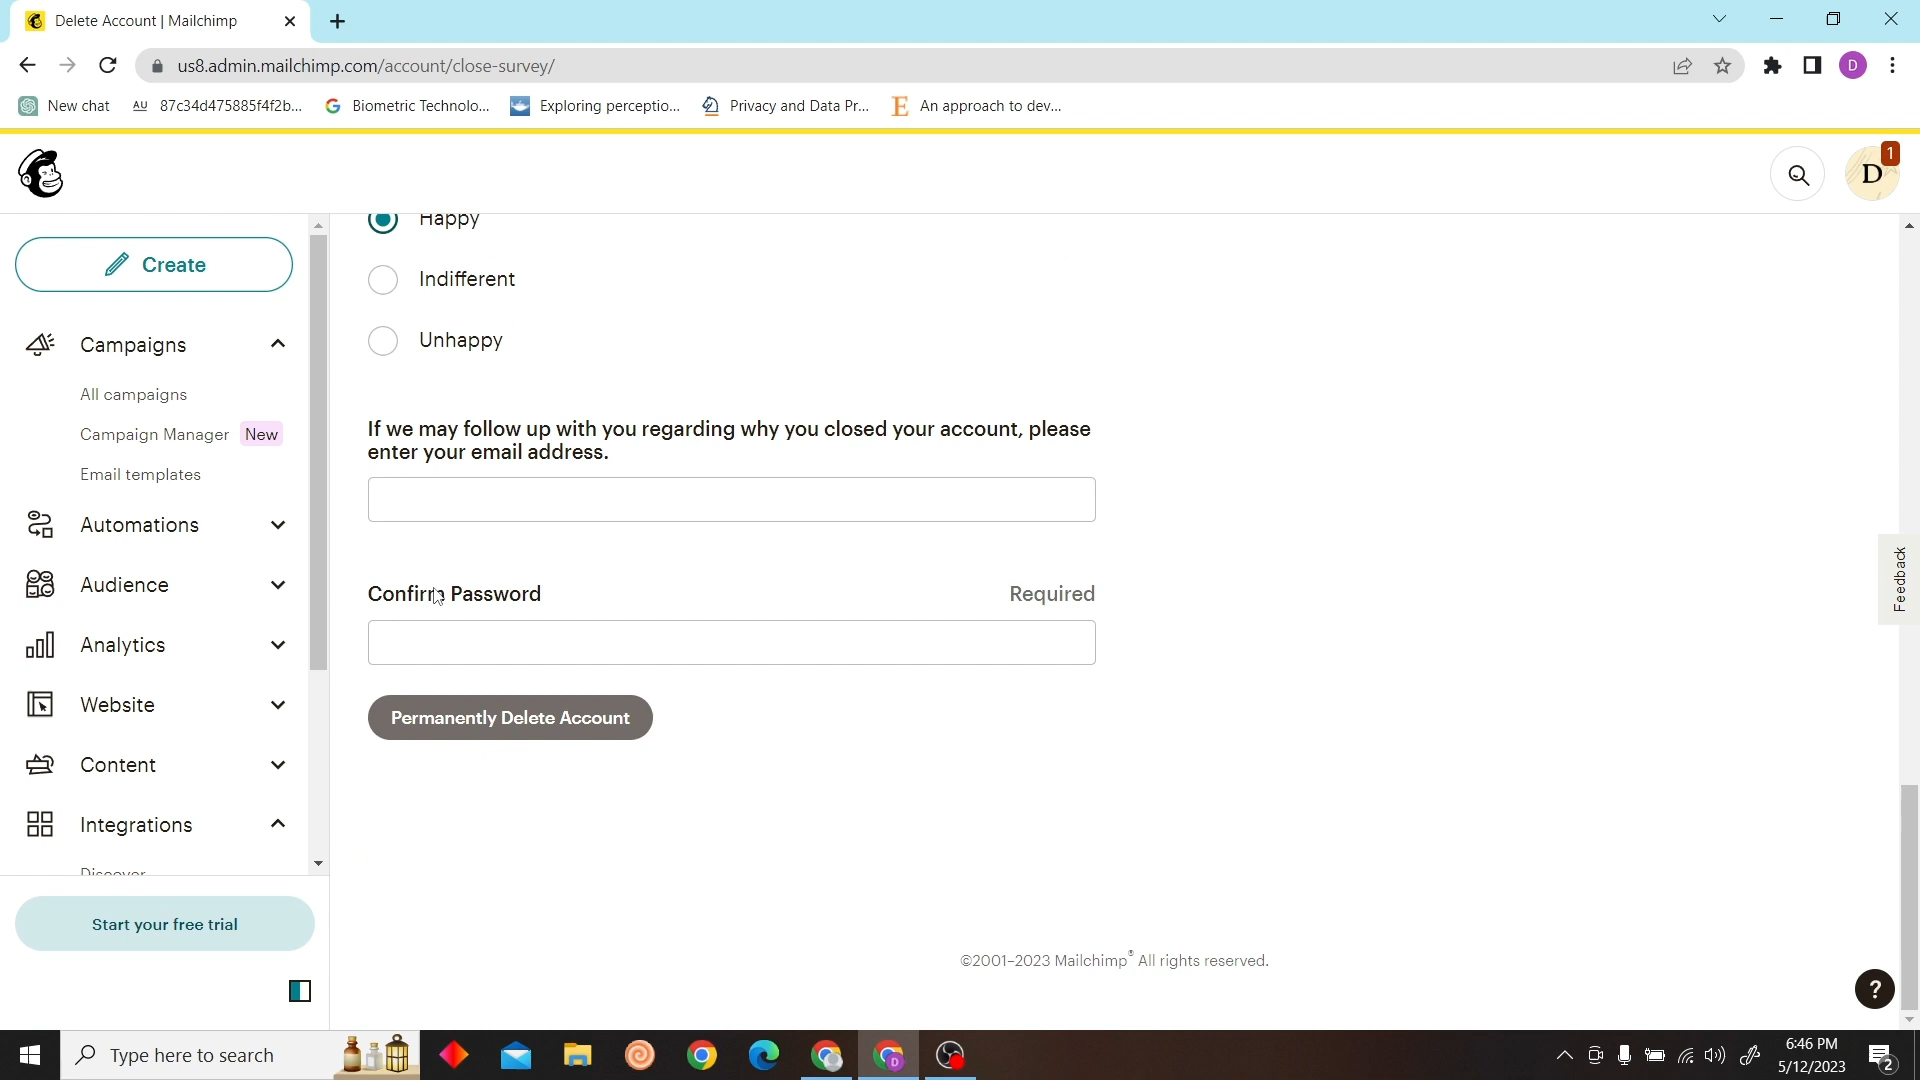 Delete Account | Mailchimp
us8.admin.mailchimp.com/account/close-survey/
New chat
AU 87c34d475885f4f2b...
Biometric Technolo...
Exploring perceptio...
Privacy and Data Pr...
E An approach to dev...
D
1
D
Create
Campaigns
All campaigns
Campaign Manager New
Email templates
Automations
Audience
Analytics
Website
Content
Integrations
Discover
Start your free trial
Happy
Indifferent
Unhappy
If we may follow up with you regarding why you closed your account, please
enter your email address.
Confirm Password Required
Permanently Delete Account
Feedback
©2001-2023 Mailchimp® All rights reserved.
?
Type here to search
D
6:46 PM
5/12/2023
2